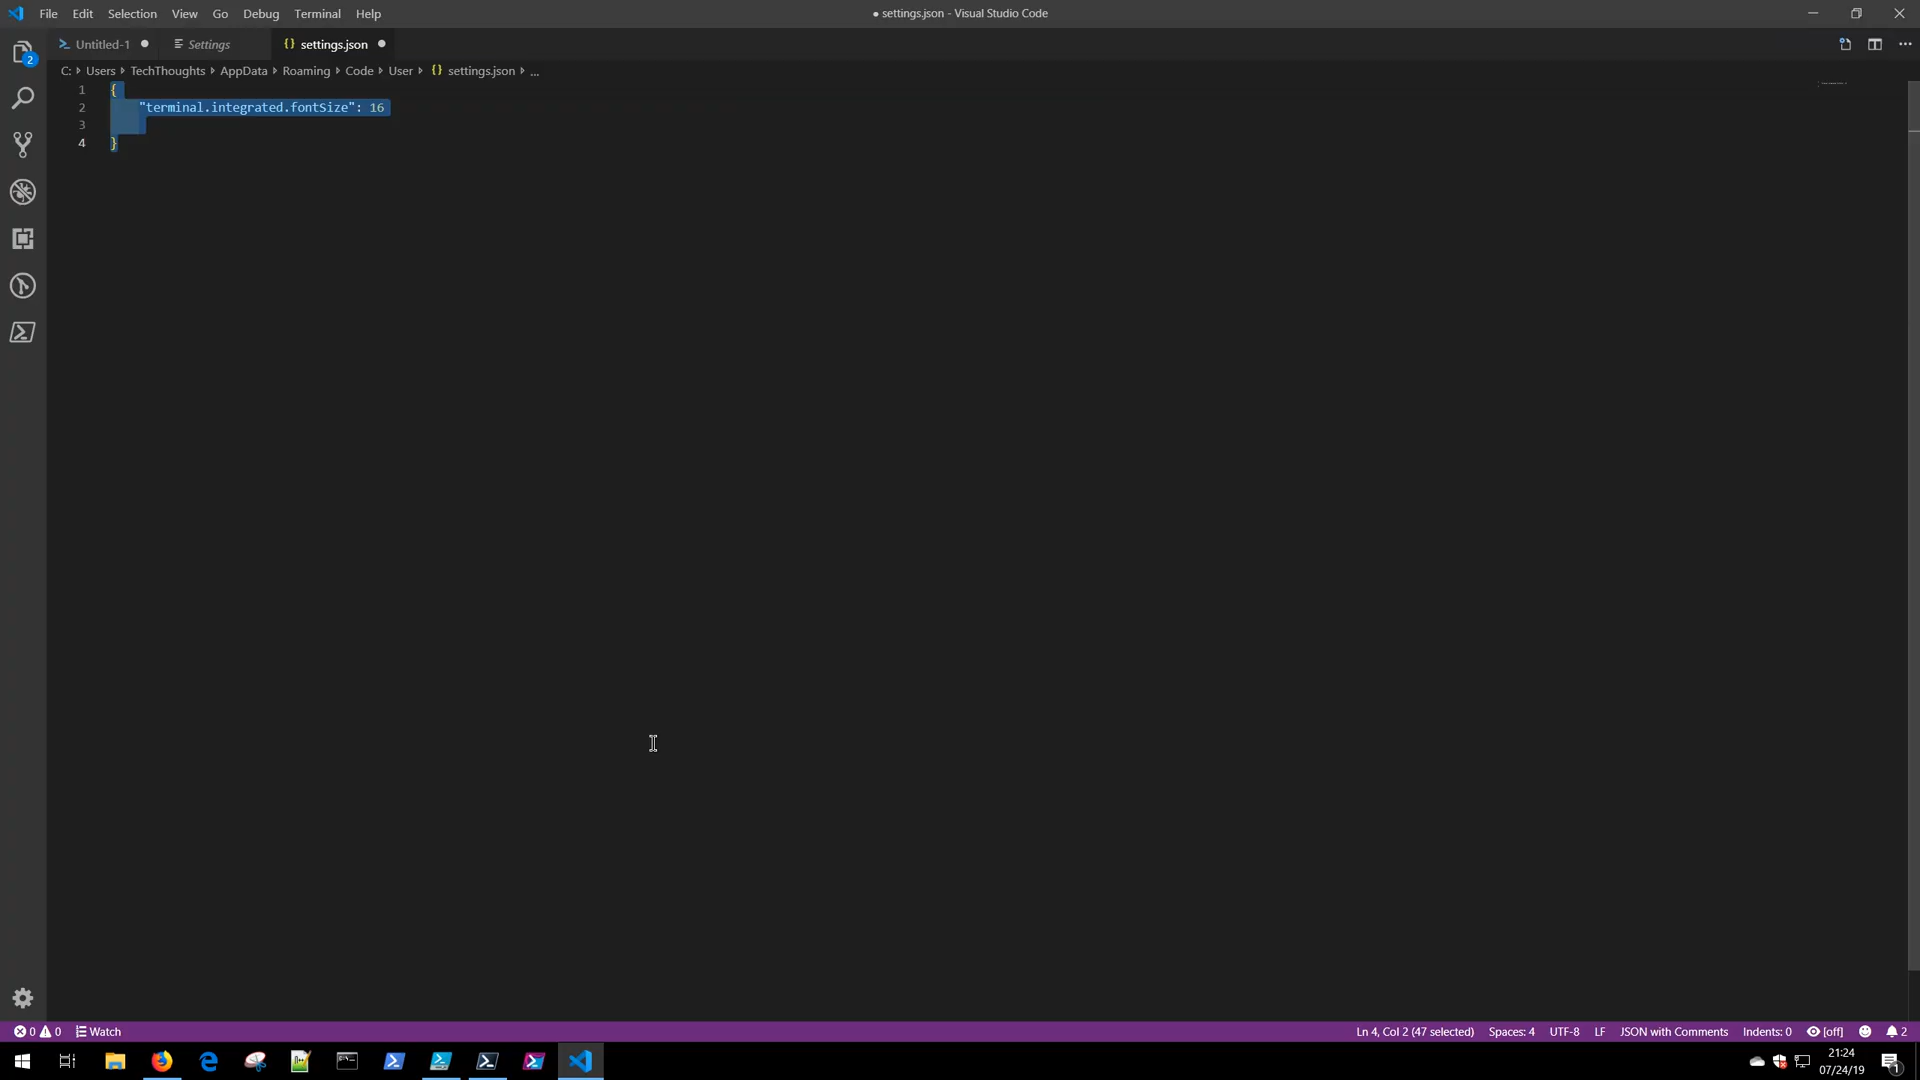 File Edit Selection View Go Debug Terminal Help
● settings.json - Visual Studio Code
Untitled-1 Settings {} settings.json
C: Users TechThoughts AppData Roaming Code User {} settings.json ...
2
1 {
2 "terminal.integrated.fontSize": 16
3
4 }
0 0 Watch
Ln 4, Col 2 (47 selected) Spaces: 4 UTF-8 LF JSON with Comments Indents: 0 [off] 2
21:24
07/24/19
1